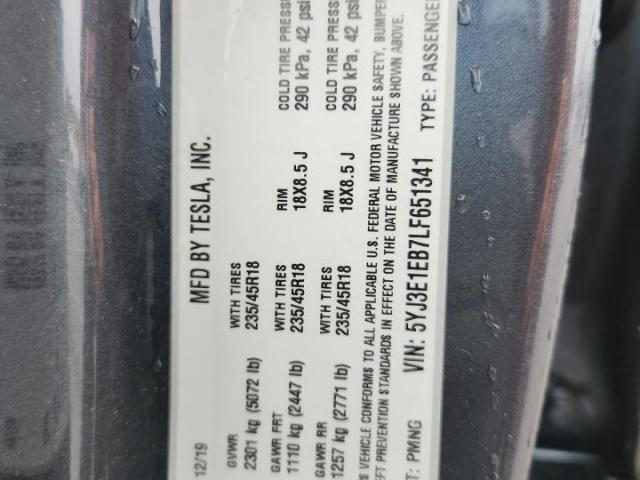 12/19 MFD BY TESLA, INC.
GVWR WITH TIRES
2301 kg (5072 lb) 235/45R18
GAWR FRT WITH TIRES RIM COLD TIRE PRESSU
1110 kg (2447 lb) 235/45R18 18X8.5 J 290 kPa, 42 psi
GAWR RR WITH TIRES RIM COLD TIRE PRESSU
1257 kg (2771 lb) 235/45R18 18X8.5 J 290 kPa, 42 psi
S VEHICLE CONFORMS TO ALL APPLICABLE U.S. FEDERAL MOTOR VEHICLE SAFETY, BUMPER
EFT PREVENTION STANDARDS IN EFFECT ON THE DATE OF MANUFACTURE SHOWN ABOVE.
T: PMNG VIN: 5YJ3E1EB7LF651341 TYPE: PASSENGE